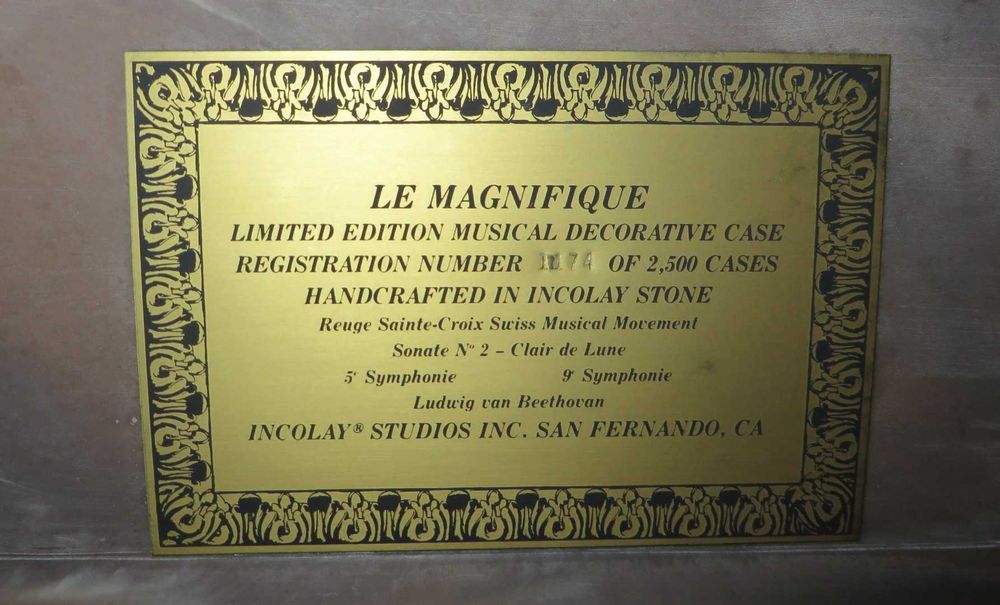 LE MAGNIFIQUE
LIMITED EDITION MUSICAL DECORATIVE CASE
REGISTRATION NUMBER OF 2,500 CASES
HANDCRAFTED IN INCOLAY STONE
Reuge Sainte-Croix Swiss Musical Movement
Sonate Nº 2 – Clair de Lune
5e Symphonie 9e Symphonie
Ludwig van Beethovan
INCOLAY® STUDIOS INC. SAN FERNANDO, CA